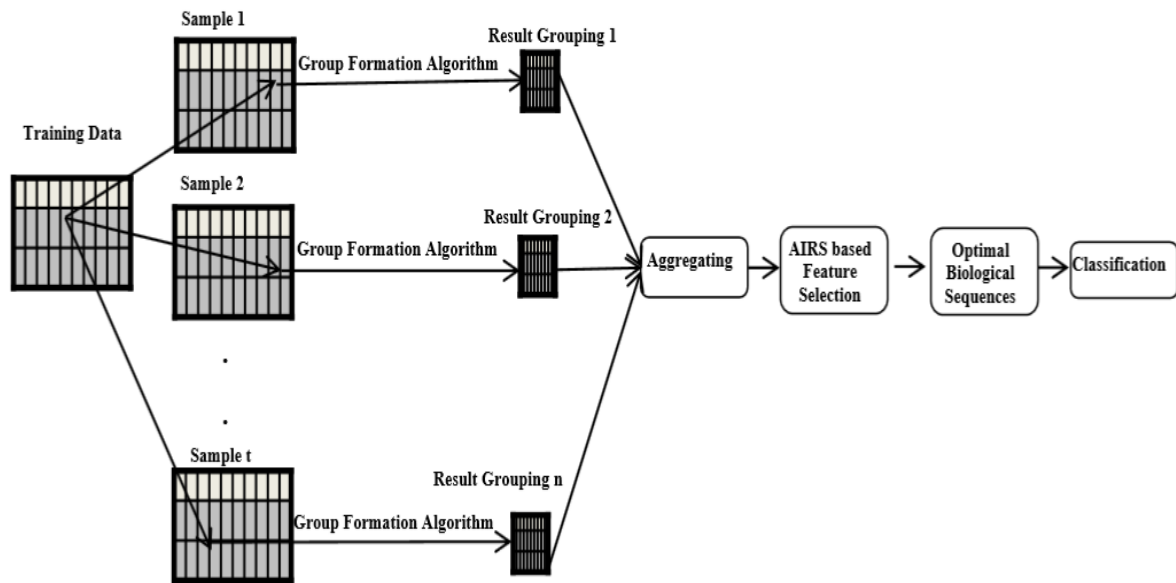 Sample 1
Group Formation Algorithm
Result Grouping 1
Training Data
Sample 2
Group Formation Algorithm
Result Grouping 2
Aggregating
AIRS based
Feature
Selection
Optimal
Biological
Sequences
Classification
Sample t
Group Formation Algorithm
Result Grouping n